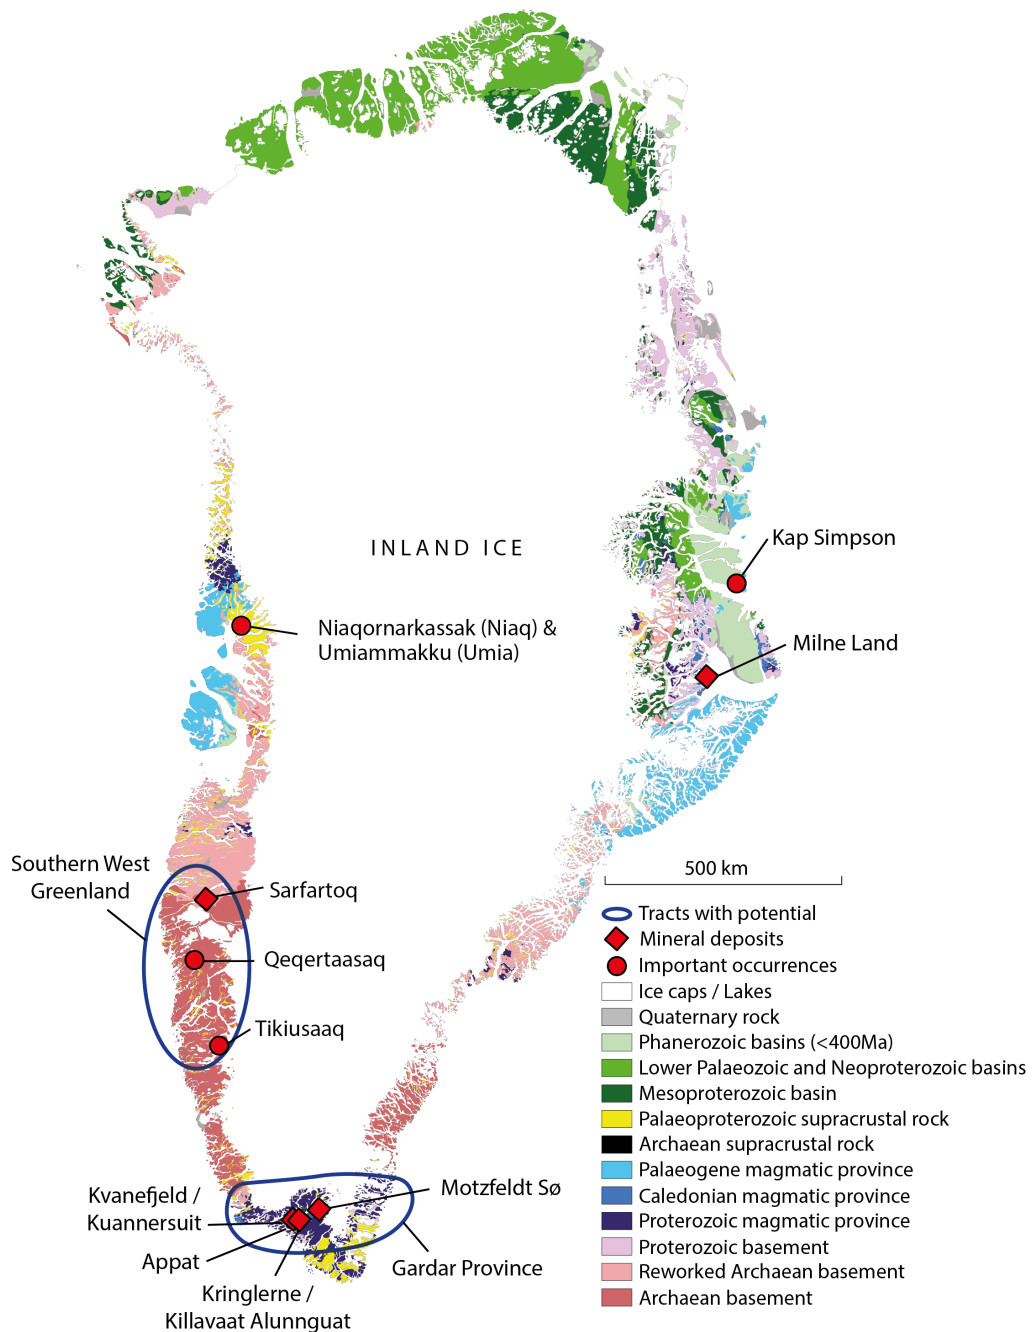 INLAND ICE
Kap Simpson
Niaqornarkassak (Niaq) &
Umiammakku (Umia)
Milne Land
Southern West
Greenland
Sarfartoq
Qeqertaasaq
Tikiusaaq
500 km
Tracts with potential
Mineral deposits
Important occurrences
Ice caps / Lakes
Quaternary rock
Phanerozoic basins (<400Ma)
Lower Palaeozoic and Neoproterozoic basins
Mesoproterozoic basin
Palaeoproterozoic supracrustal rock
Archaean supracrustal rock
Palaeogene magmatic province
Caledonian magmatic province
Proterozoic magmatic province
Proterozoic basement
Reworked Archaean basement
Archaean basement
Kvanefjeld /
Kuannersuit
Motzfeldt Sø
Appat
Gardar Province
Kringlerne /
Killavaat Alunnguat